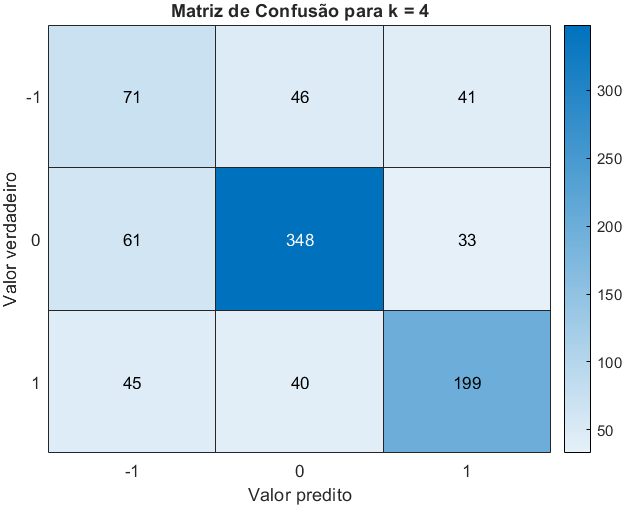 Matriz de Confusão para k = 4
-1 71 46 41
0 61 348 33
1 45 40 199
-1 0 1
Valor predito
Valor verdadeiro
300
250
200
150
100
50